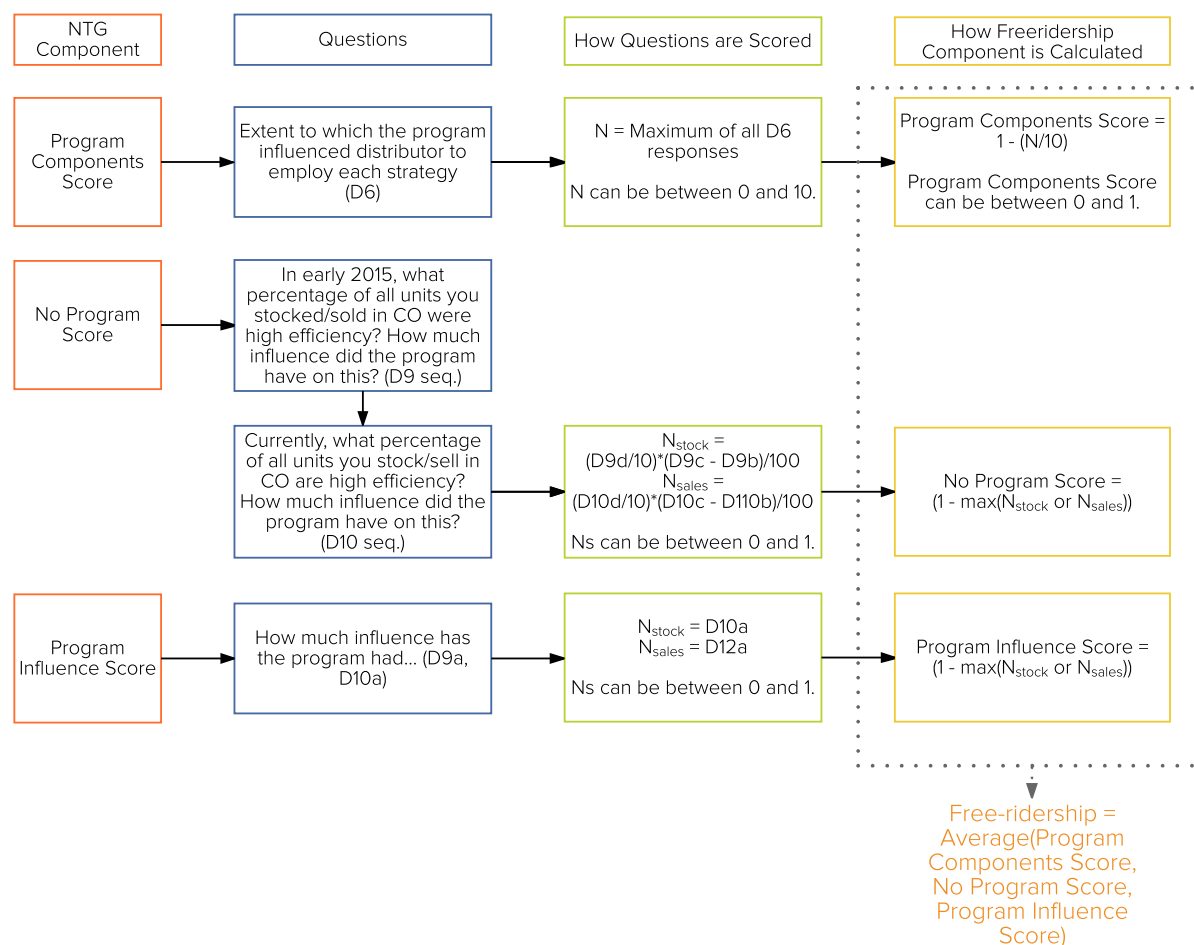 NTG
Component
Questions
How Questions are Scored
How Freeridership
Component is Calculated
Program
Components
Score
Extent to which the program
influenced distributor to
employ each strategy
(D6)
N = Maximum of all D6
responses
N can be between 0 and 10.
Program Components Score =
1 - (N/10)
Program Components Score
can be between 0 and 1.
No Program
Score
In early 2015, what
percentage of all units you
stocked/sold in CO were
high efficiency? How much
influence did the program
have on this? (D9 seq.)
Currently, what percentage
of all units you stock/sell in
CO are high efficiency?
How much influence did the
program have on this?
(D10 seq.)
Nstock =
(D9d/10)*(D9c - D9b)/100
Nsales =
(D10d/10)*(D10c - D110b)/100
Ns can be between 0 and 1.
No Program Score =
(1 - max(Nstock or Nsales))
Program
Influence Score
How much influence has
the program had... (D9a,
D10a)
Nstock = D10a
Nsales = D12a
Ns can be between 0 and 1.
Program Influence Score =
(1 - max(Nstock or Nsales))
Free-ridership =
Average(Program
Components Score,
No Program Score,
Program Influence
Score)